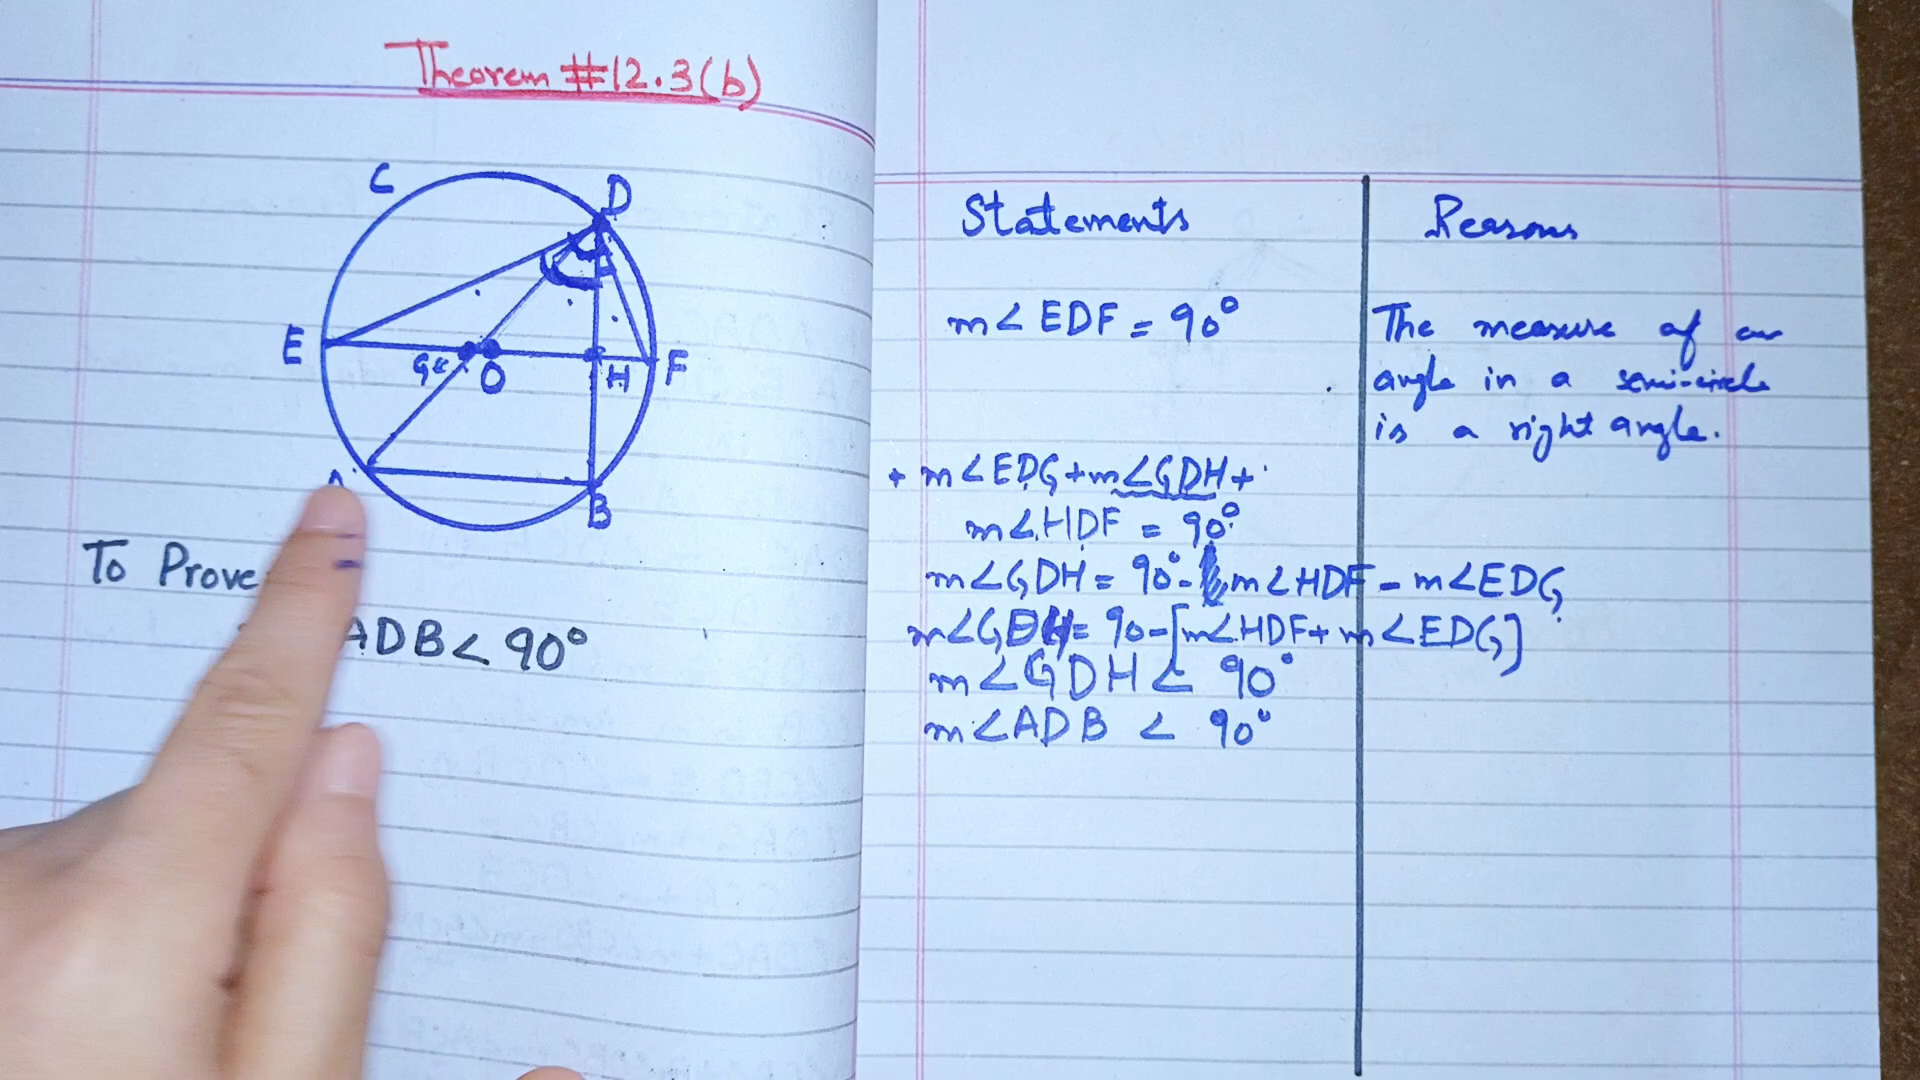 Theorem #12.3(b)
C
D
E
G
O
H
F
B
To Prove
ADB < 90°
Statements
Reasons
m∠EDF = 90°
The measure of an
angle in a semi-circle
is a right angle.
m∠EDG + m∠GDH +
m∠HDF = 90°
m∠GDH = 90° - m∠HDF - m∠EDG
m∠GDH = 90 - [m∠HDF + m∠EDG]
m∠GDH < 90°
m∠ADB < 90°